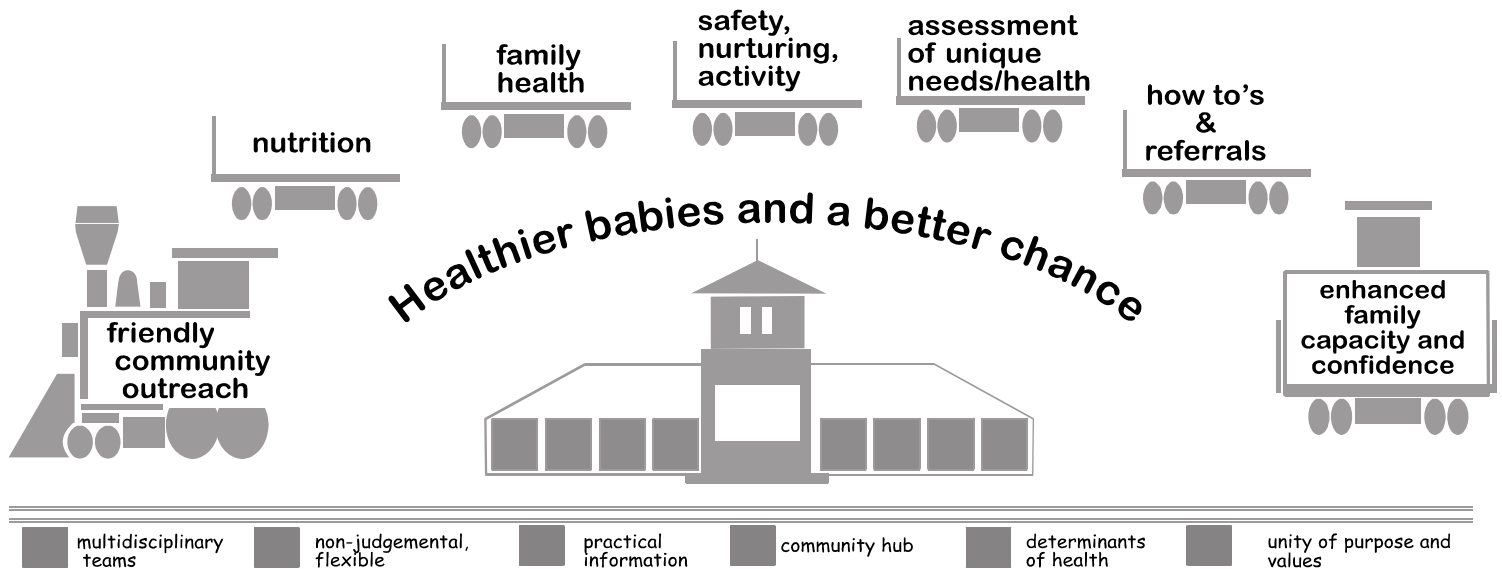 friendly
community
outreach
nutrition
family
health
safety,
nurturing,
activity
assessment
of unique
needs/health
how to's
&
referrals
enhanced
family
capacity and
confidence
Healthier babies and a better chance
multidisciplinary
teams
non-judgemental,
flexible
practical
information
community hub
determinants
of health
unity of purpose and
values